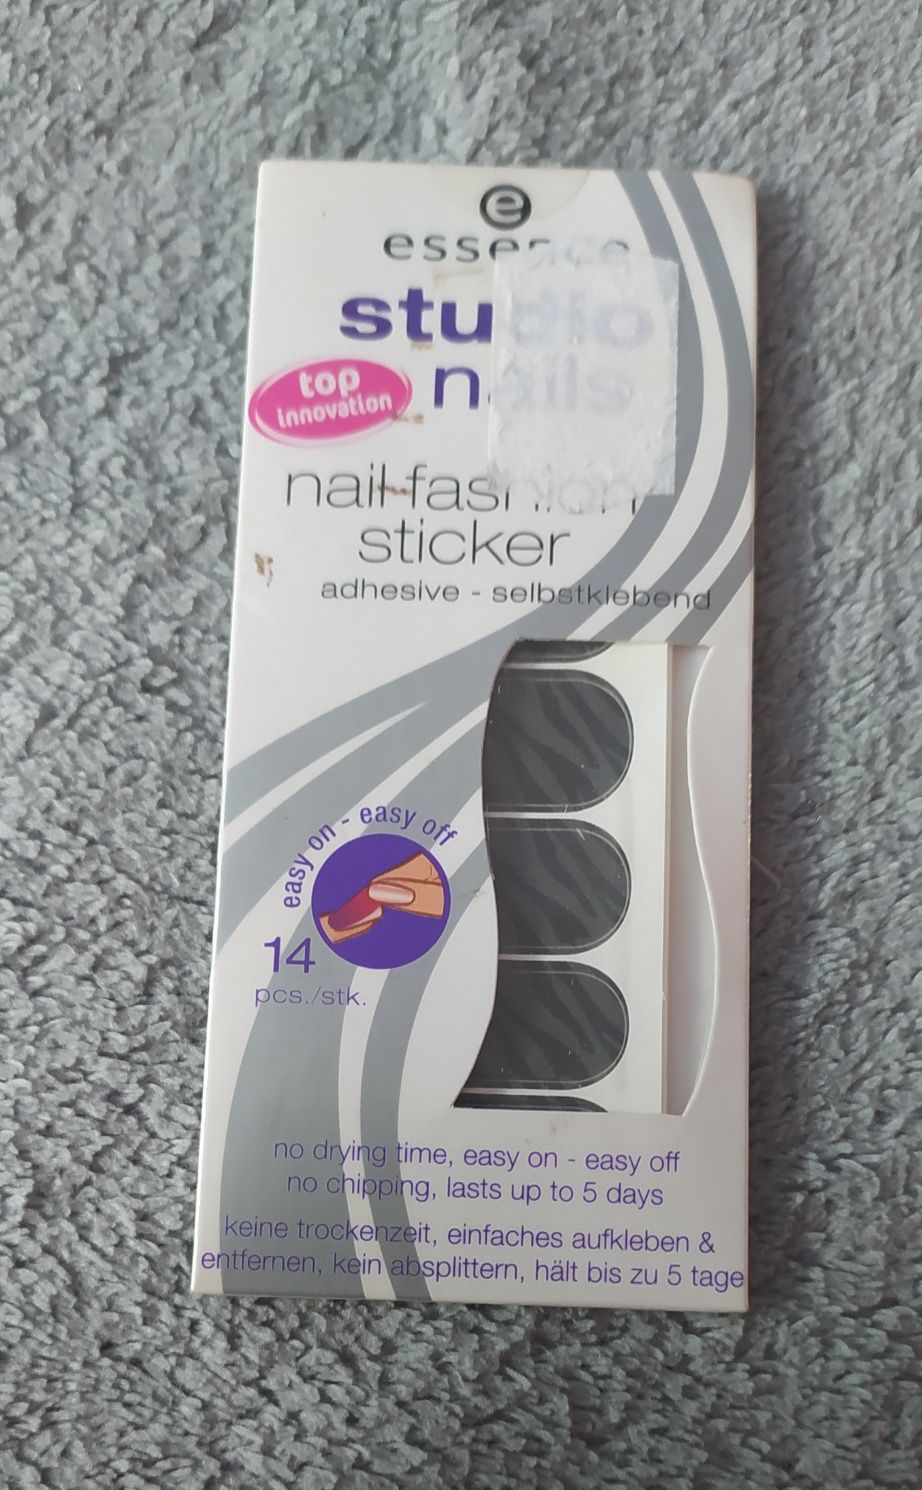 e
essence
studio
nails
top
innovation
nail fashion
sticker
adhesive - selbstklebend
easy on - easy off
14
pcs./stk.
no drying time, easy on - easy off
no chipping, lasts up to 5 days
keine trockenzeit, einfaches aufkleben &
entfernen, kein absplittern, hält bis zu 5 tage